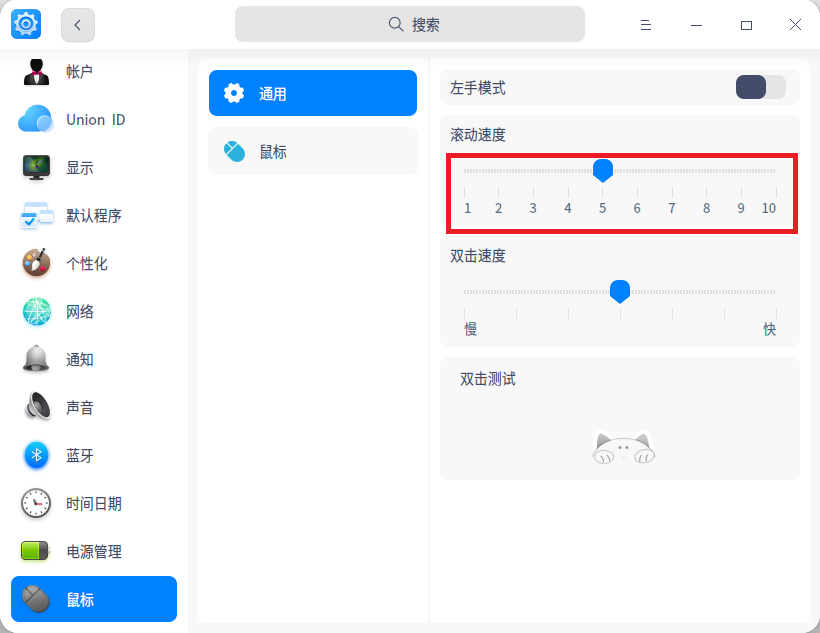 搜索
帐户
Union ID
显示
默认程序
个性化
网络
通知
声音
蓝牙
时间日期
电源管理
鼠标
通用
鼠标
左手模式
滚动速度
1 2 3 4 5 6 7 8 9 10
双击速度
慢 快
双击测试